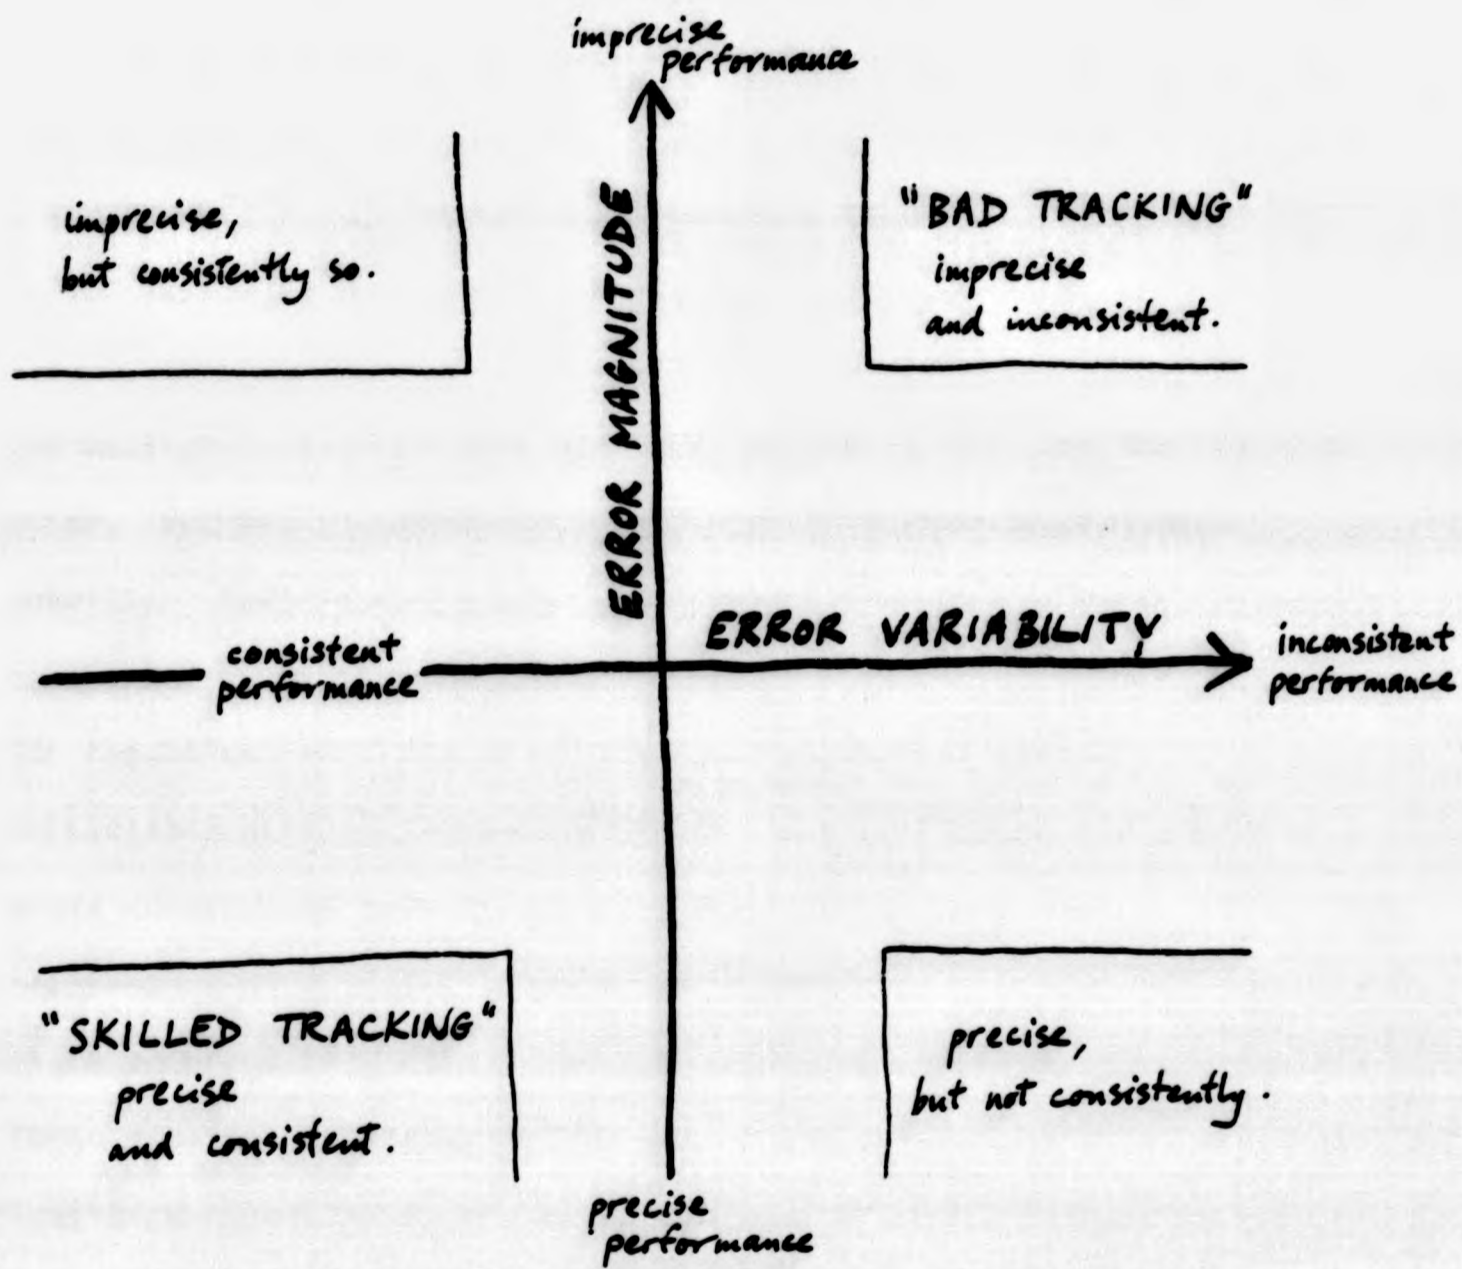 imprecise
performance
imprecise,
but consistently so.
"BAD TRACKING"
imprecise
and inconsistent.
ERROR MAGNITUDE
ERROR VARIABILITY
consistent
performance
inconsistent
performance
"SKILLED TRACKING"
precise
and consistent.
precise,
but not consistently.
precise
performance